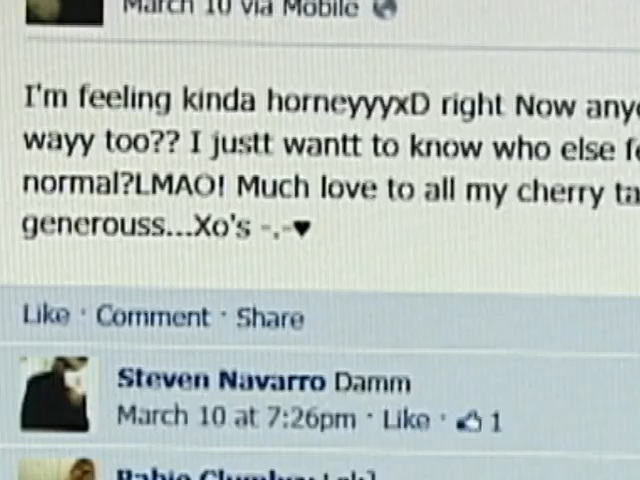 March 10 via Mobile
I'm feeling kinda horneyyyxD right Now
wayy too?? I justt wantt to know who else
normal?LMAO! Much love to all my cherry
generouss...Xo's -.-♥
Like · Comment · Share
Steven Navarro Damm
March 10 at 7:26pm · Like · 1